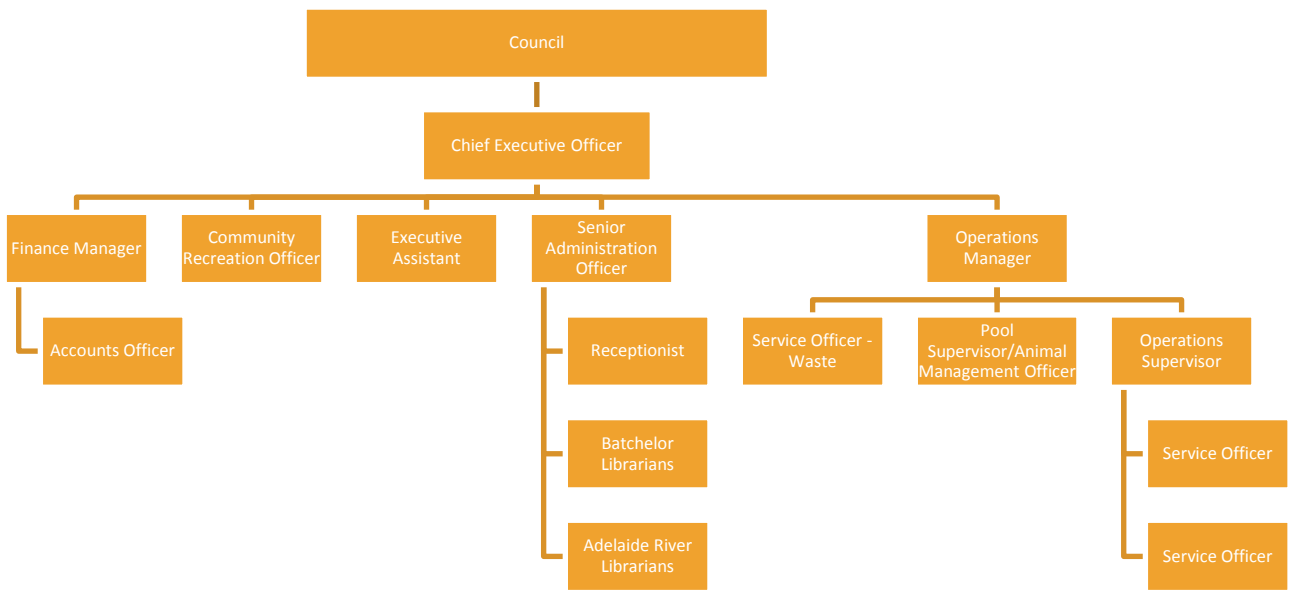 Council
Chief Executive Officer
Finance Manager
Community
Recreation Officer
Executive
Assistant
Senior
Administration
Officer
Operations
Manager
Accounts Officer
Receptionist
Service Officer -
Waste
Pool
Supervisor/Animal
Management Officer
Operations
Supervisor
Batchelor
Librarians
Service Officer
Adelaide River
Librarians
Service Officer